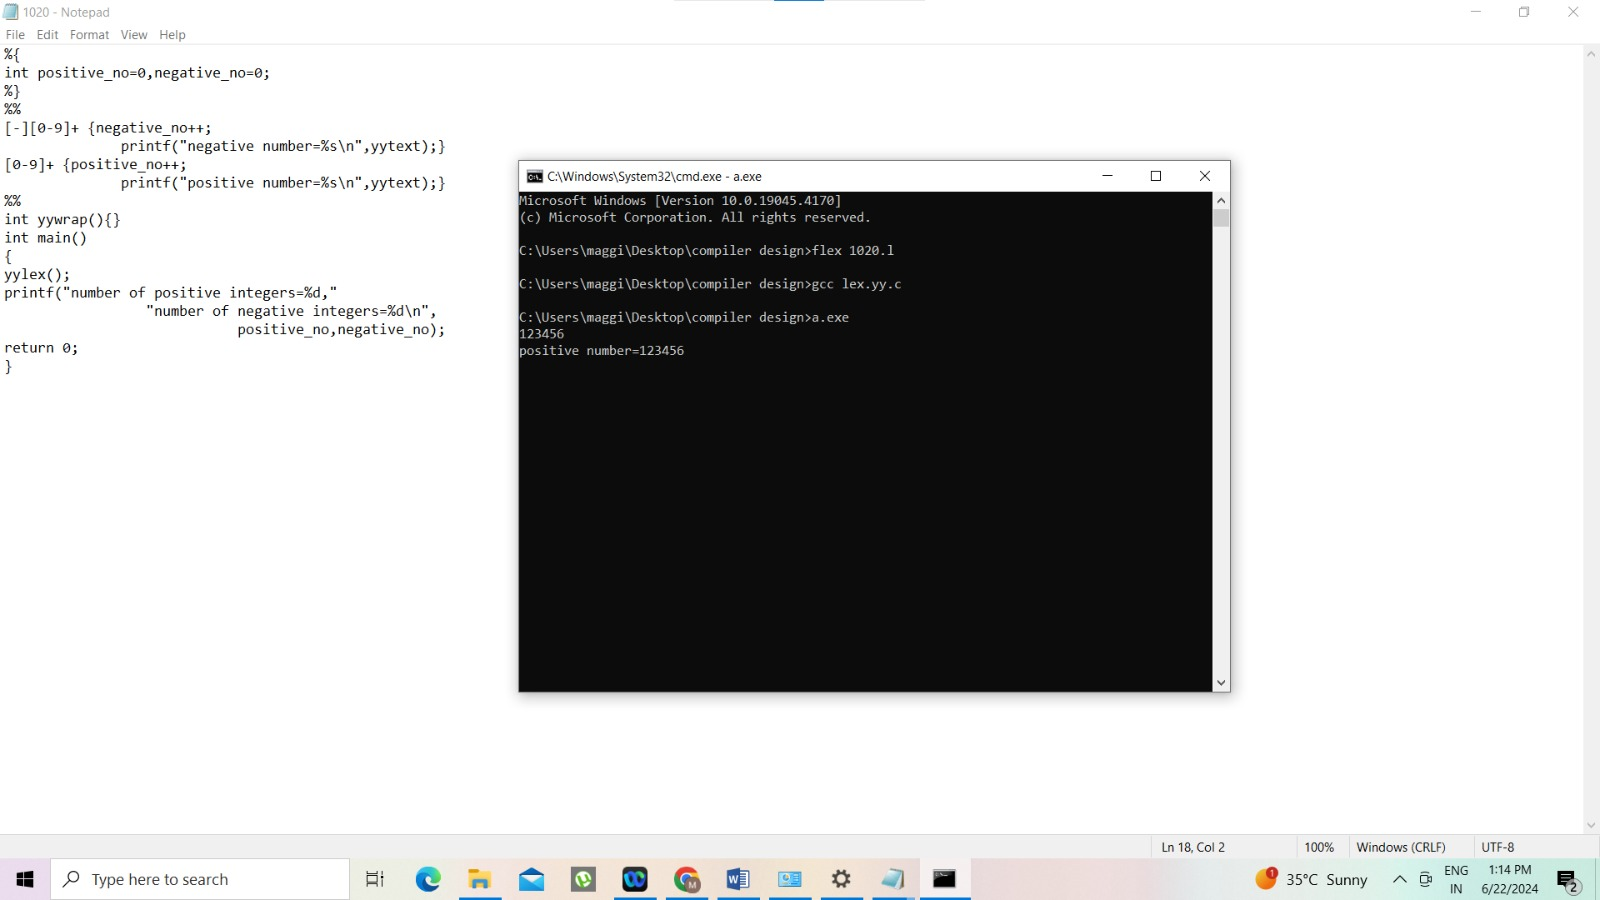 1020 - Notepad
File Edit Format View Help
%{
int positive_no=0,negative_no=0;
%}
%%
[-][0-9]+ {negative_no++;
printf("negative number=%s\n",yytext);}
[0-9]+ {positive_no++;
printf("positive number=%s\n",yytext);}
%%
int yywrap(){}
int main()
{
yylex();
printf("number of positive integers=%d,"
"number of negative integers=%d\n",
positive_no,negative_no);
return 0;
}
C:\Windows\System32\cmd.exe - a.exe
Microsoft Windows [Version 10.0.19045.4170]
(c) Microsoft Corporation. All rights reserved.
C:\Users\maggi\Desktop\compiler design>flex 1020.l
C:\Users\maggi\Desktop\compiler design>gcc lex.yy.c
C:\Users\maggi\Desktop\compiler design>a.exe
123456
positive number=123456
Ln 18, Col 2 100% Windows (CRLF) UTF-8
Type here to search
1 35°C Sunny
ENG
IN
1:14 PM
6/22/2024
2